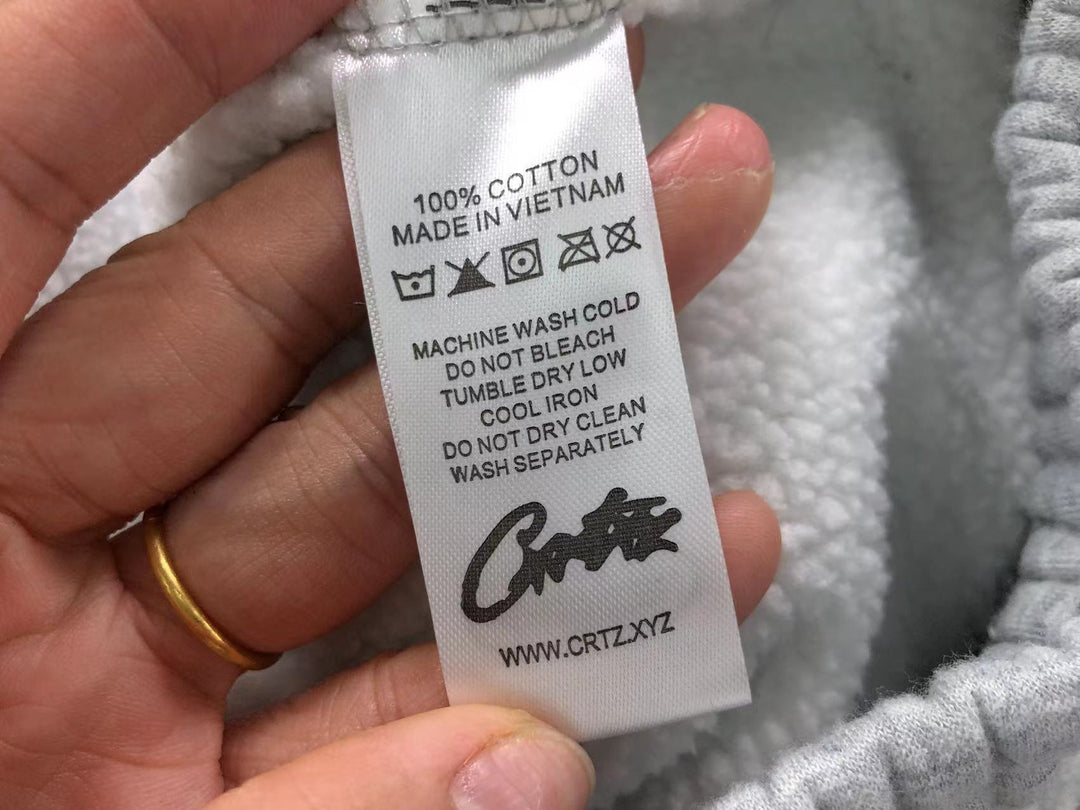 100% COTTON
MADE IN VIETNAM
MACHINE WASH COLD
DO NOT BLEACH
TUMBLE DRY LOW
COOL IRON
DO NOT DRY CLEAN
WASH SEPARATELY
WWW.CRTZ.XYZ